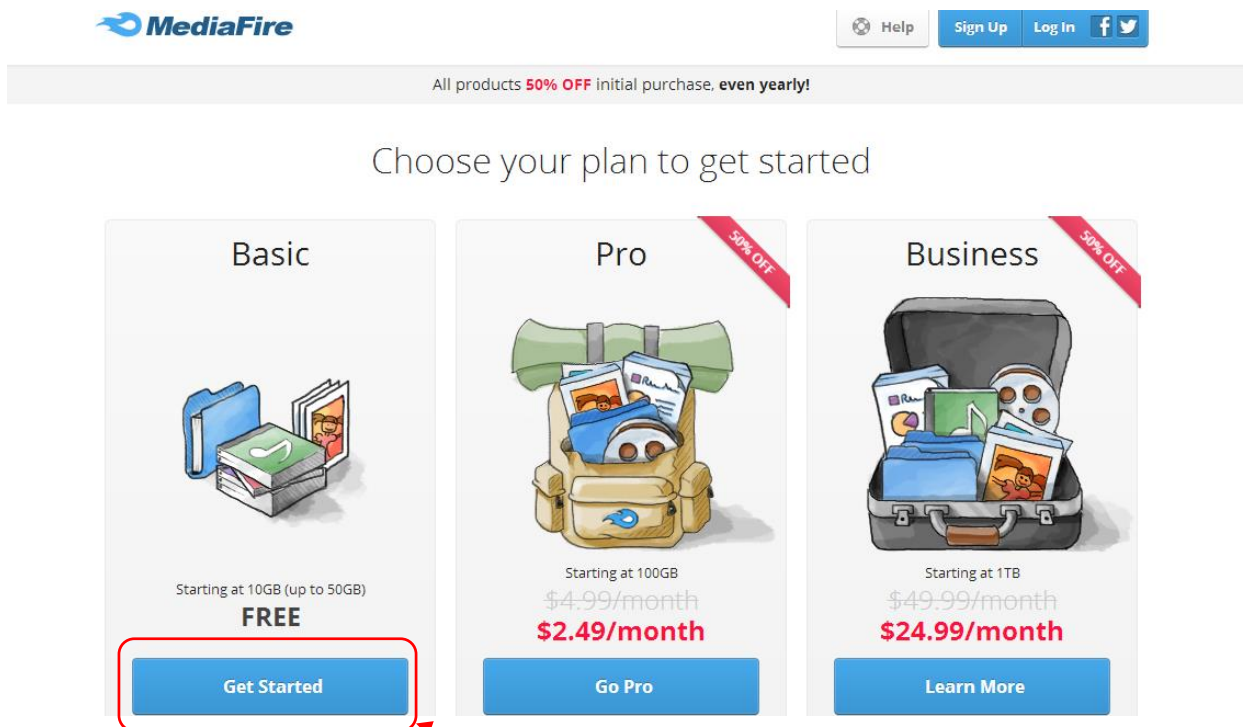 MediaFire
Help Sign Up Log In
All products 50% OFF initial purchase, even yearly!
Choose your plan to get started
Basic
Starting at 10GB (up to 50GB)
FREE
Get Started
Pro
50% OFF
Starting at 100GB
$4.99/month
$2.49/month
Go Pro
Business
50% OFF
Starting at 1TB
$49.99/month
$24.99/month
Learn More